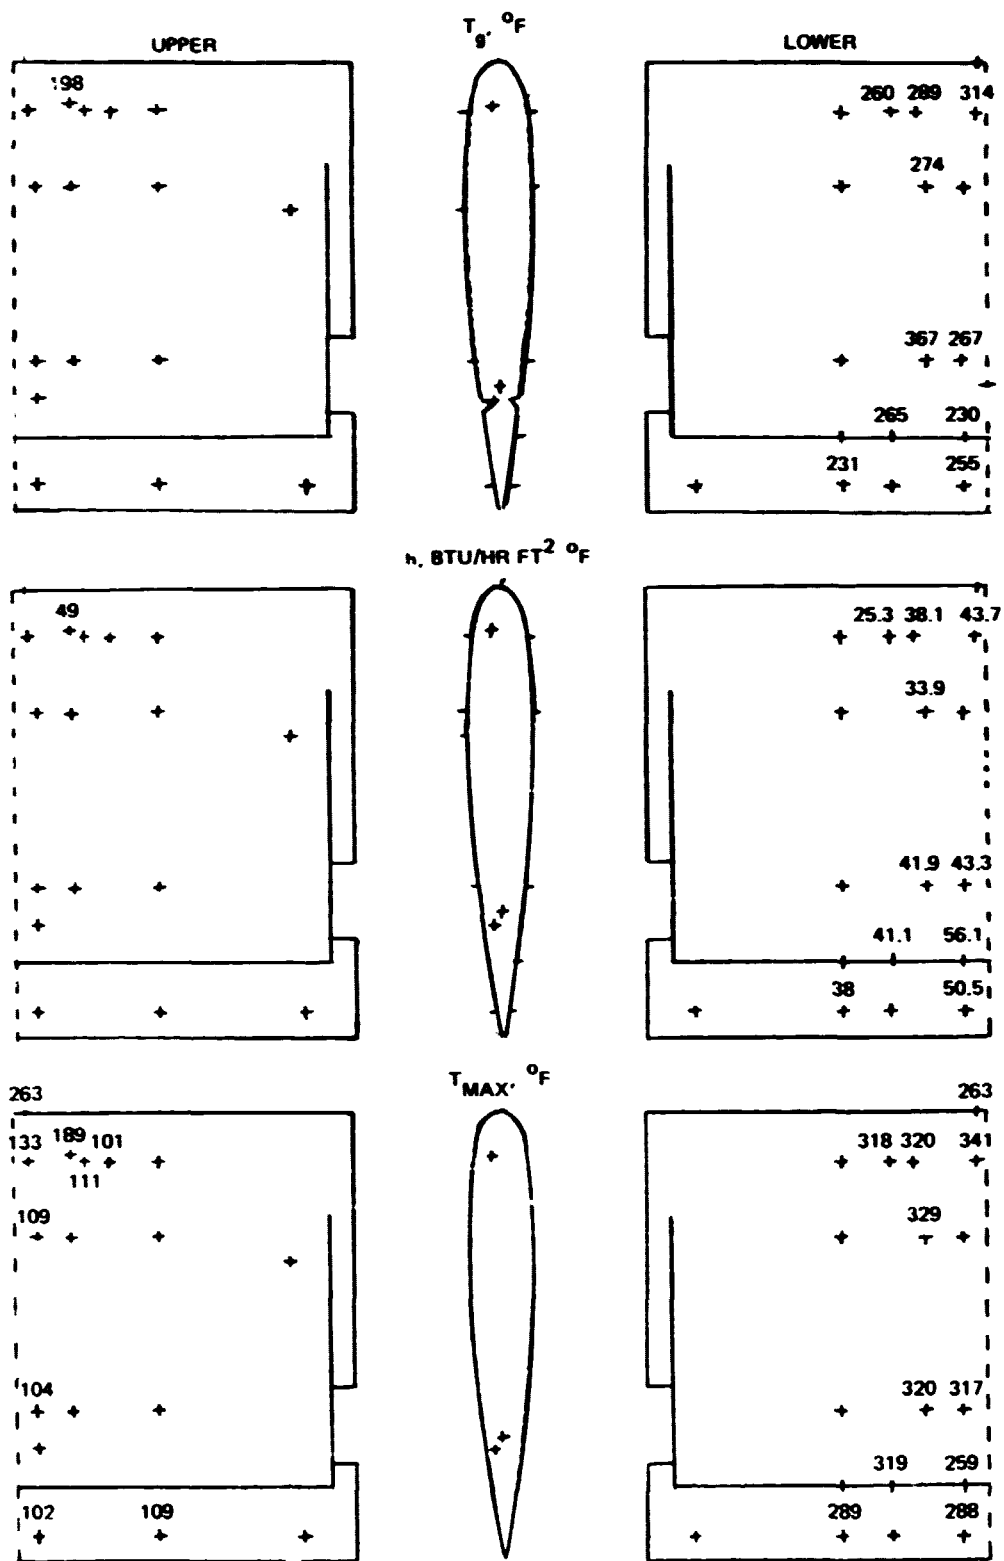 T_g, °F
UPPER
LOWER
198
260 289 314
274
367 267
265 230
231 255
h, BTU/HR FT² °F
49
25.3 38.1 43.7
33.9
41.9 43.3
41.1 56.1
38 50.5
T_MAX, °F
263
263
133 189 101
318 320 341
111
109
329
104
320 317
319 259
102 109
289 288